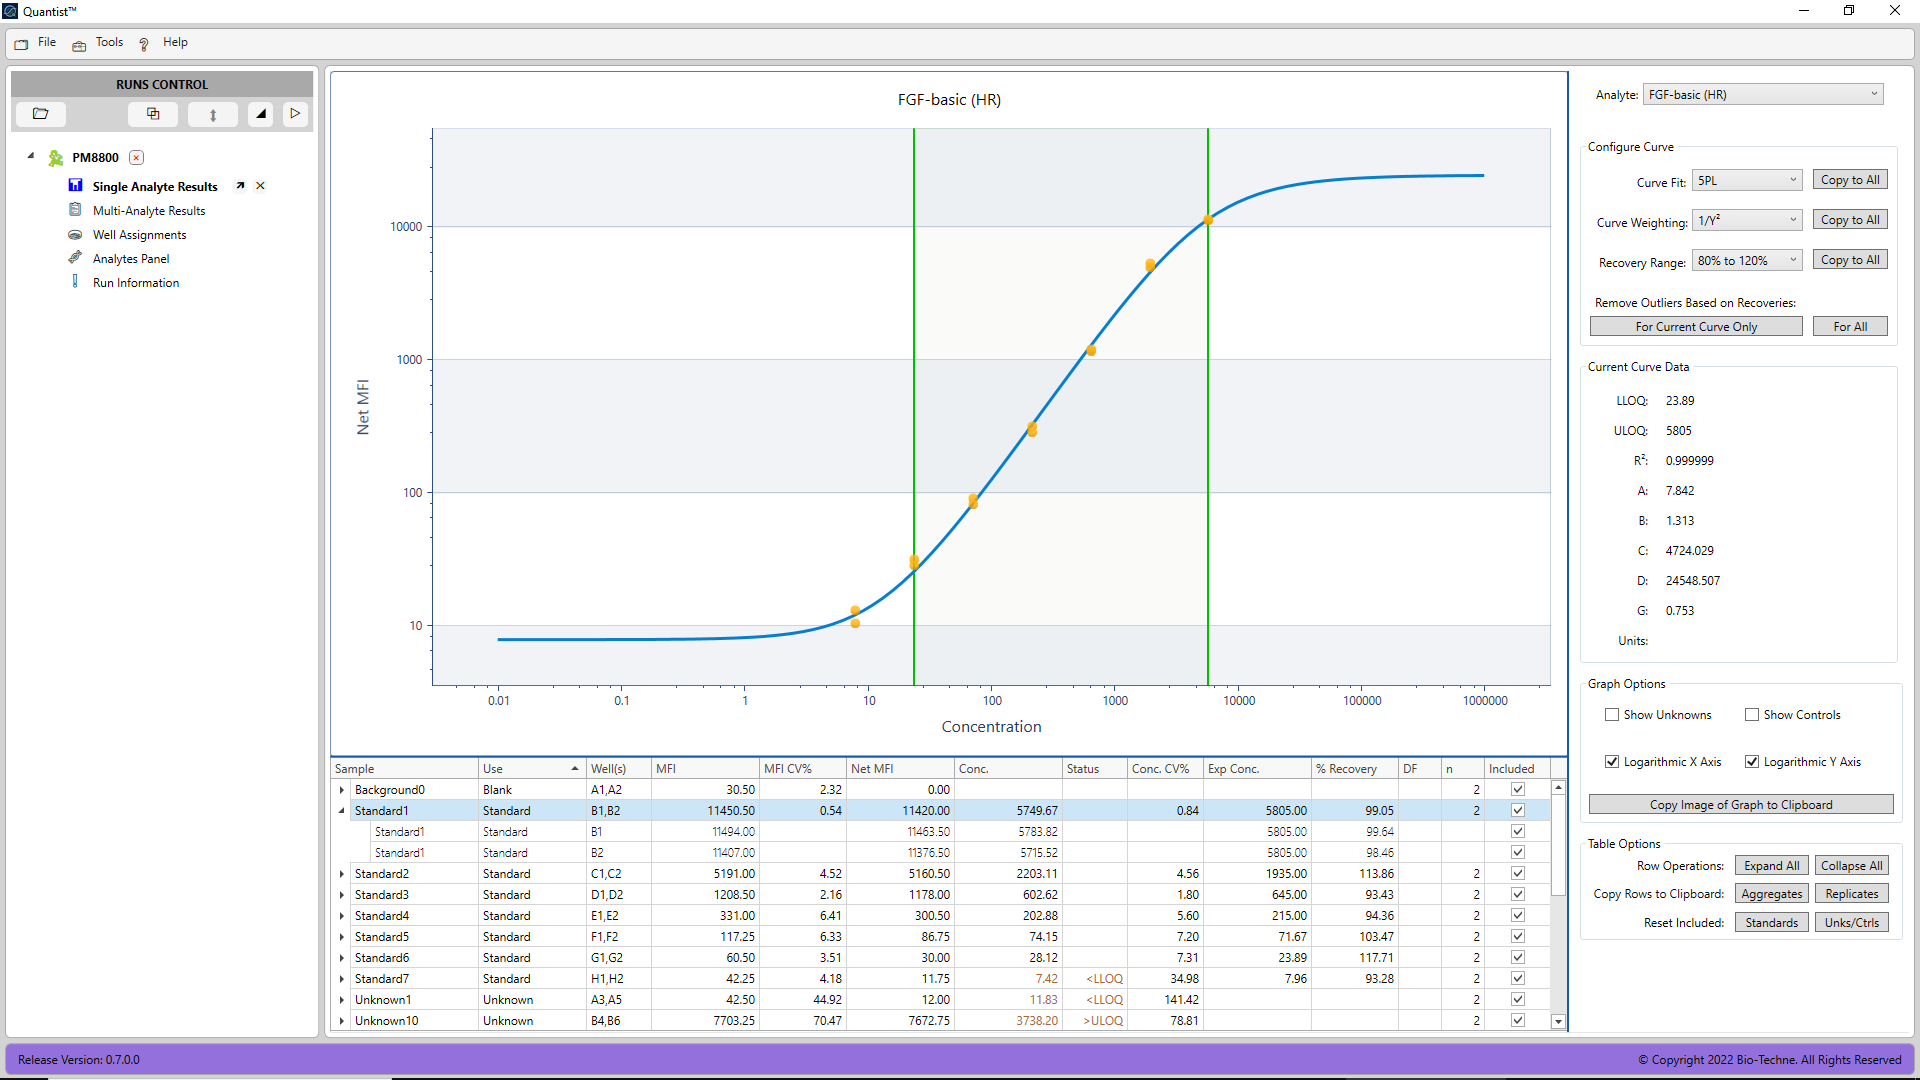 Quantist™
File Tools Help
RUNS CONTROL
PM8800
Single Analyte Results
Multi-Analyte Results
Well Assignments
Analytes Panel
Run Information
FGF-basic (HR)
Net MFI
10000
1000
100
10
0.01 0.1 1 10 100 1000 10000 100000 1000000
Concentration
Sample Use Well(s) MFI MFI CV% Net MFI Conc. Status Conc. CV% Exp Conc. % Recovery DF n Included
Background0 Blank A1,A2 30.50 2.32 0.00 2
Standard1 Standard B1,B2 11450.50 0.54 11420.00 5749.67 0.84 5805.00 99.05 2
Standard1 Standard B1 11494.00 11463.50 5783.82 5805.00 99.64
Standard1 Standard B2 11407.00 11376.50 5715.52 5805.00 98.46
Standard2 Standard C1,C2 5191.00 4.52 5160.50 2203.11 4.56 1935.00 113.86 2
Standard3 Standard D1,D2 1208.50 2.16 1178.00 602.62 1.80 645.00 93.43 2
Standard4 Standard E1,E2 331.00 6.41 300.50 202.88 5.60 215.00 94.36 2
Standard5 Standard F1,F2 117.25 6.33 86.75 74.15 7.20 71.67 103.47 2
Standard6 Standard G1,G2 60.50 3.51 30.00 28.12 7.31 23.89 117.71 2
Standard7 Standard H1,H2 42.25 4.18 11.75 7.42 <LLOQ 34.98 7.96 93.28 2
Unknown1 Unknown A3,A5 42.50 44.92 12.00 11.83 <LLOQ 141.42 2
Unknown10 Unknown B4,B6 7703.25 70.47 7672.75 3738.20 >ULOQ 78.81 2
Analyte: FGF-basic (HR)
Configure Curve
Curve Fit: 5PL Copy to All
Curve Weighting: 1/Y² Copy to All
Recovery Range: 80% to 120% Copy to All
Remove Outliers Based on Recoveries:
For Current Curve Only For All
Current Curve Data
LLOQ: 23.89
ULOQ: 5805
R²: 0.999999
A: 7.842
B: 1.313
C: 4724.029
D: 24548.507
G: 0.753
Units:
Graph Options
Show Unknowns Show Controls
Logarithmic X Axis Logarithmic Y Axis
Copy Image of Graph to Clipboard
Table Options
Row Operations: Expand All Collapse All
Copy Rows to Clipboard: Aggregates Replicates
Reset Included: Standards Unks/Ctrls
Release Version: 0.7.0.0
© Copyright 2022 Bio-Techne. All Rights Reserved